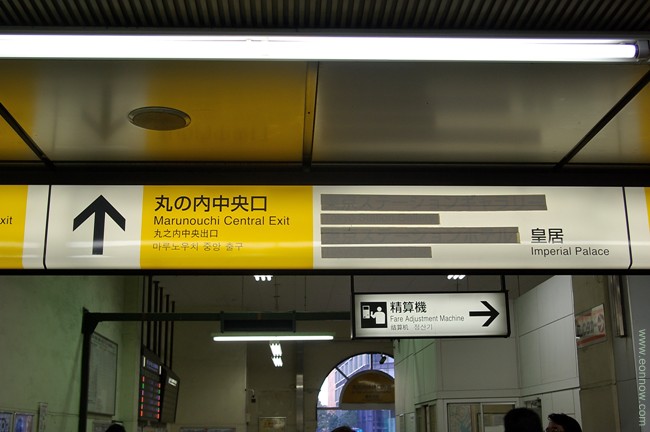 xit
丸の内中央口
Marunouchi Central Exit
丸之内中央出口
마루노우치 중앙 출구
皇居
Imperial Palace
精算機
Fare Adjustment Machine
结算机 정산기
www.eonnow.com